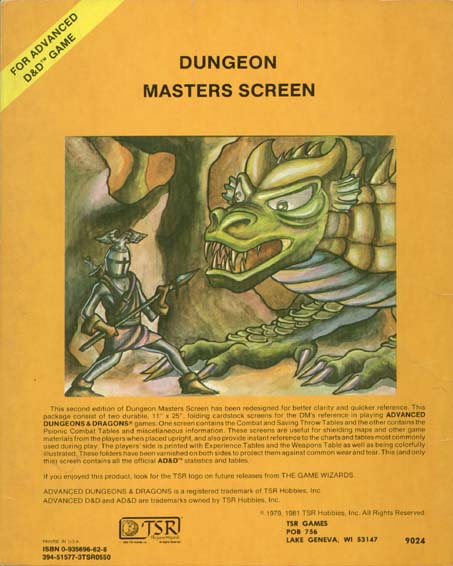 FOR ADVANCED
D&D™ GAME
DUNGEON
MASTERS SCREEN
This second edition of Dungeon Masters Screen has been redesigned for better clarity and quicker reference. This
package consist of two durable, 11" x 25", folding cardstock screens for the DM's reference in playing ADVANCED
DUNGEONS & DRAGONS® games. One screen contains the Combat and Saving Throw Tables and the other contains the
Psionic Combat Tables and miscellaneous information. These screens are useful for shielding maps and other game
materials from the players when placed upright, and also provide instant reference to the charts and tables most commonly
used during play. The players' side is printed with Experience Tables and the Weapons Table as well as being colorfully
illustrated. These folders have been varnished on both sides to protect them against common wear and tear. This (and only
this) screen contains all the official AD&D™ statistics and tables.
If you enjoyed this product, look for the TSR logo on future releases from THE GAME WIZARDS.
ADVANCED DUNGEONS & DRAGONS is a registered trademark of TSR Hobbies, Inc.
ADVANCED D&D and AD&D are trademarks owned by TSR Hobbies, Inc.
© 1979, 1981 TSR Hobbies, Inc. All Rights Reserved.
TSR
The Game Wizards
TSR GAMES
POB 756
LAKE GENEVA, WI 53147
9024
PRINTED IN U.S.A.
ISBN 0-935696-62-8
394-51577-3TSR0550